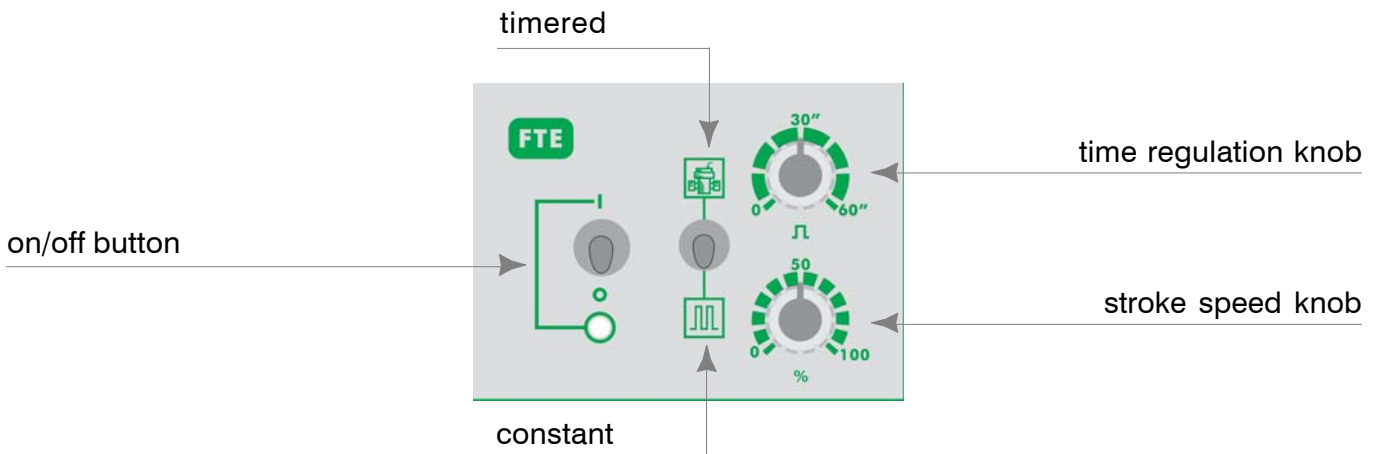 timered
FTE
30″
time regulation knob
0
60″
I
on/off button
50
stroke speed knob
0
100
%
constant